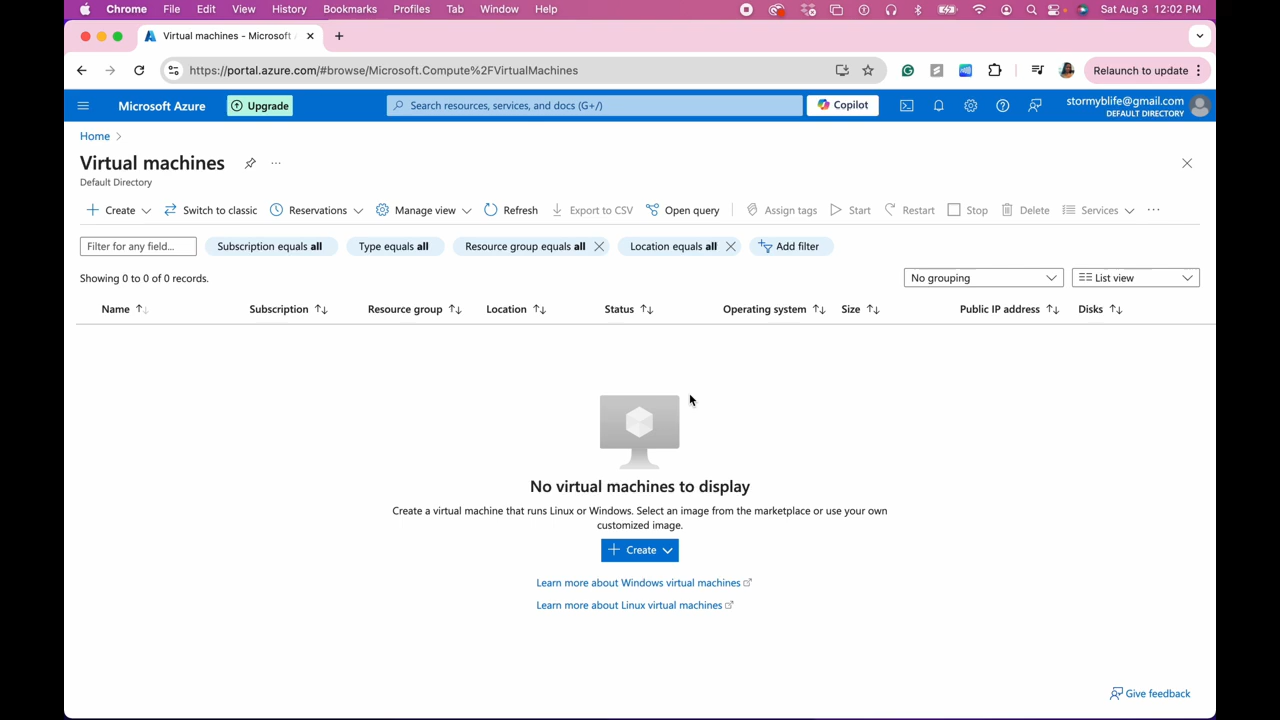 Chrome File Edit View History Bookmarks Profiles Tab Window Help Sat Aug 3 12:02 PM
Virtual machines - Microsoft
https://portal.azure.com/#browse/Microsoft.Compute%2FVirtualMachines Relaunch to update
Microsoft Azure Upgrade Search resources, services, and docs (G+/) Copilot stormyblife@gmail.com
DEFAULT DIRECTORY
Home >
Virtual machines ...
Default Directory
+ Create Switch to classic Reservations Manage view Refresh Export to CSV Open query Assign tags Start Restart Stop Delete Services ...
Filter for any field... Subscription equals all Type equals all Resource group equals all Location equals all Add filter
Showing 0 to 0 of 0 records. No grouping List view
Name Subscription Resource group Location Status Operating system Size Public IP address Disks
No virtual machines to display
Create a virtual machine that runs Linux or Windows. Select an image from the marketplace or use your own
customized image.
+ Create
Learn more about Windows virtual machines
Learn more about Linux virtual machines
Give feedback